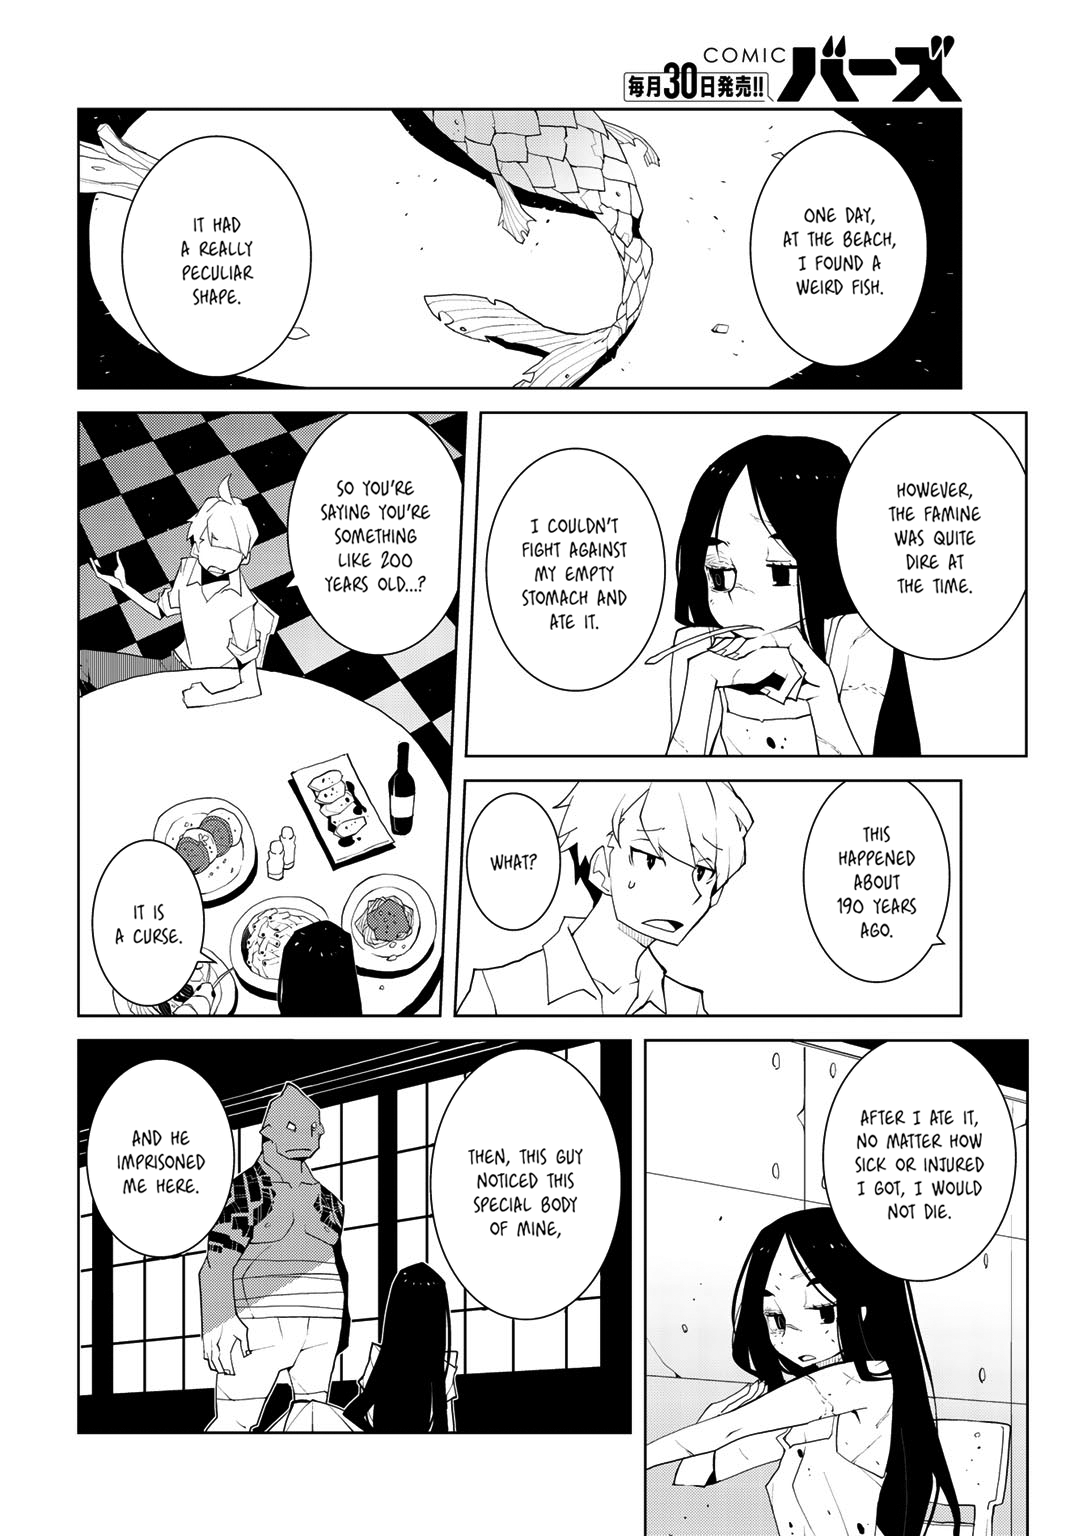 COMIC バーズ
毎月30日発売!!
ONE DAY,
AT THE BEACH,
I FOUND A
WEIRD FISH.
IT HAD
A REALLY
PECULIAR
SHAPE.
HOWEVER,
THE FAMINE
WAS QUITE
DIRE AT
THE TIME.
I COULDN'T
FIGHT AGAINST
MY EMPTY
STOMACH AND
ATE IT.
THIS
HAPPENED
ABOUT
190 YEARS
AGO.
WHAT?
SO YOU'RE
SAYING YOU'RE
SOMETHING
LIKE 200
YEARS OLD...?
IT IS
A CURSE.
AFTER I ATE IT,
NO MATTER HOW
SICK OR INJURED
I GOT, I WOULD
NOT DIE.
THEN, THIS GUY
NOTICED THIS
SPECIAL BODY
OF MINE,
AND HE
IMPRISONED
ME HERE.